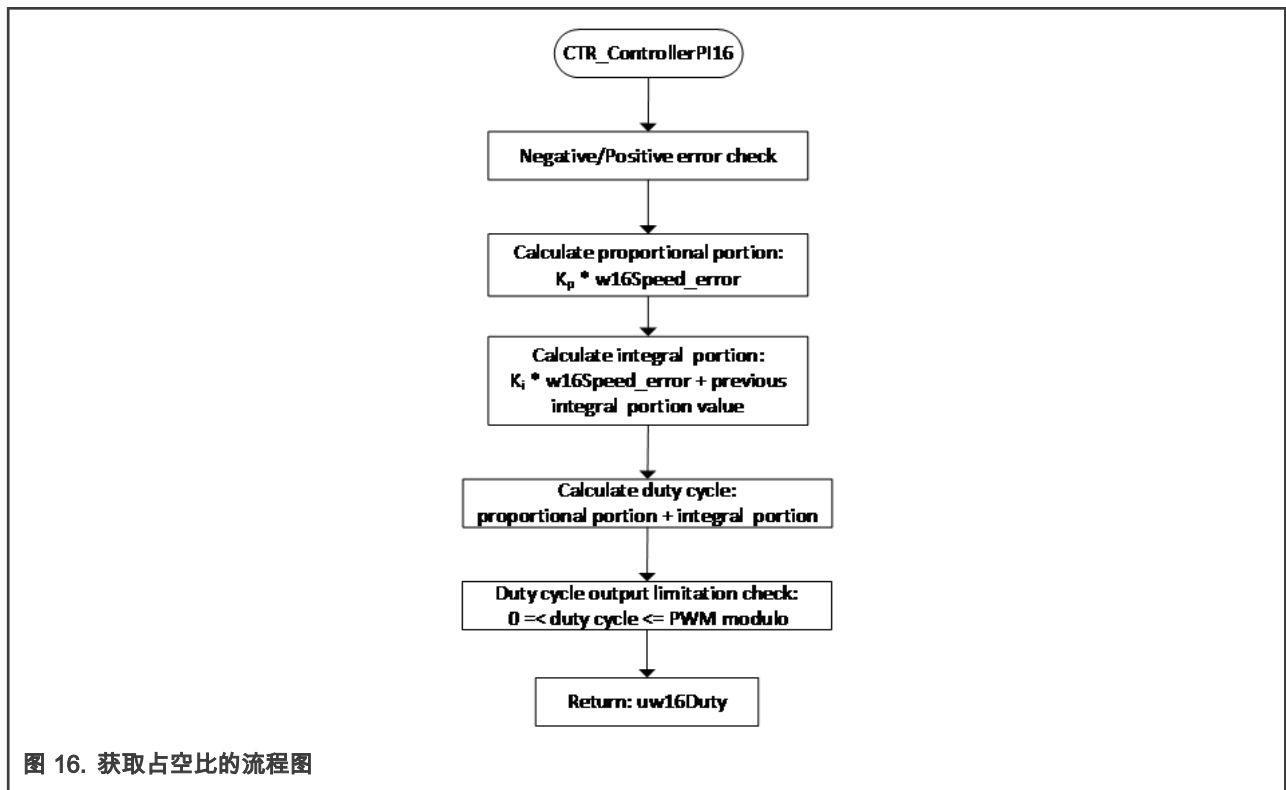 CTR_ControllerPI16
Negative/Positive error check
Calculate proportional portion:
Kp * w16Speed_error
Calculate integral portion:
Ki * w16Speed_error + previous
integral portion value
Calculate duty cycle:
proportional portion + integral portion
Duty cycle output limitation check:
0 =< duty cycle <= PWM modulo
Return: uw16Duty
图 16. 获取占空比的流程图